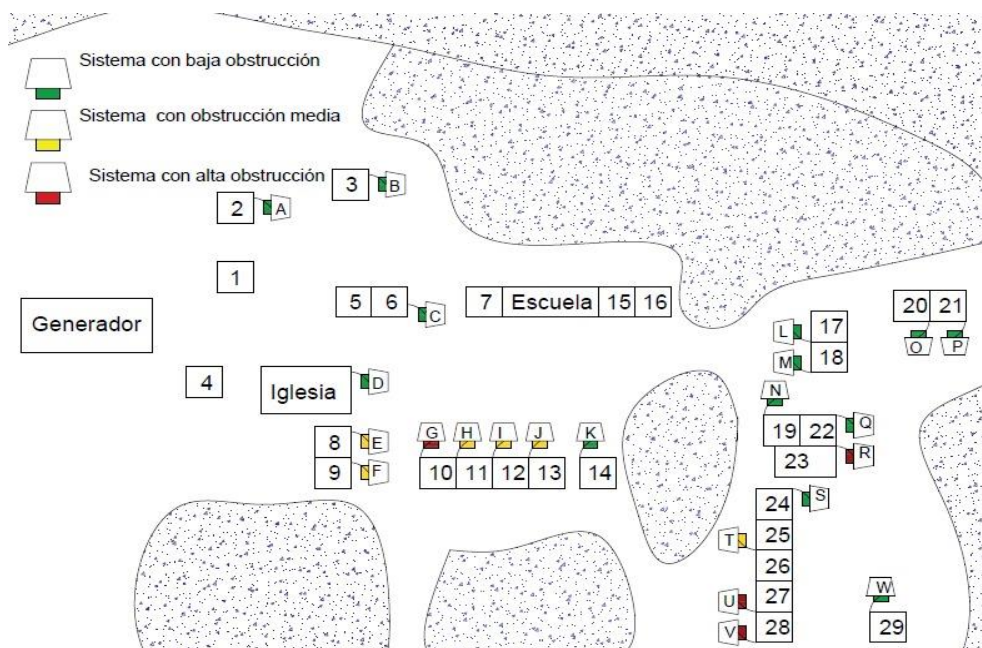 Sistema con baja obstrucción
Sistema con obstrucción media
Sistema con alta obstrucción
3 B
2 A
1
Generador
5 6 C
7 Escuela 15 16
20 21
O P
L 17
M 18
4
Iglesia D
N
8 E
9 F
G H I J K
10 11 12 13 14
19 22 Q
23 R
24 S
T 25
26
U 27
V 28
W
29